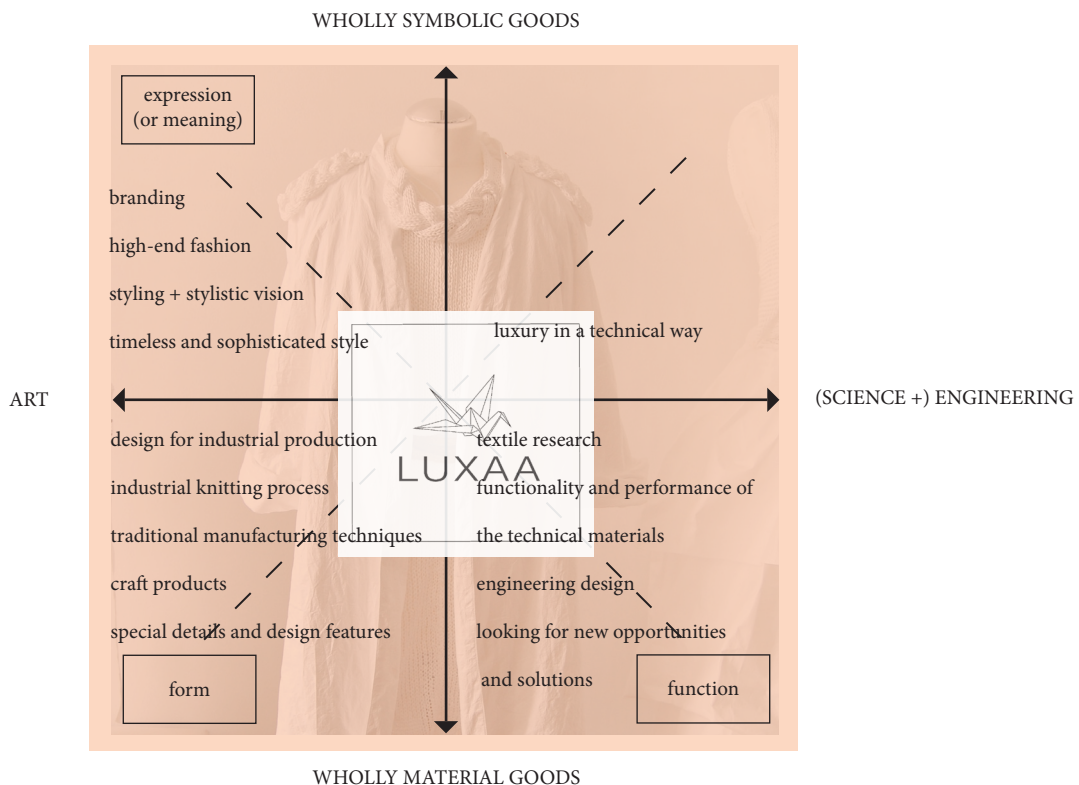 WHOLLY SYMBOLIC GOODS
expression
(or meaning)
branding
high-end fashion
styling + stylistic vision
timeless and sophisticated style
luxury in a technical way
ART
(SCIENCE +) ENGINEERING
design for industrial production
industrial knitting process
traditional manufacturing techniques
craft products
special details and design features
LUXAA
textile research
functionality and performance of
the technical materials
engineering design
looking for new opportunities
and solutions
form
function
WHOLLY MATERIAL GOODS